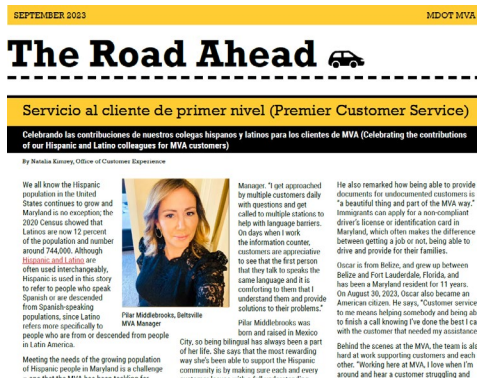 SEPTEMBER 2023
MDOT MVA
The Road Ahead
Servicio al cliente de primer nivel (Premier Customer Service)
Celebrando las contribuciones de nuestros colegas hispanos y latinos para los clientes de MVA (Celebrating the contributions
of our Hispanic and Latino colleagues for MVA customers)
By Natalia Kinney, Office of Customer Experience
We all know the Hispanic
population in the United
States continues to grow and
Maryland is no exception; the
2020 Census showed that
Latinos are now 12 percent
of the population and number
around 744,000. Although
Hispanic and Latino are
often used interchangeably,
Hispanic is used in this story
to refer to people who speak
Spanish or are descended
from Spanish-speaking
populations, since Latino
refers more specifically to
people who are from or descended from people
in Latin America.
Meeting the needs of the growing population
of Hispanic people in Maryland is a challenge
Pilar Middlebrooks, Beltsville
MVA Manager
Manager. "I get approached
by multiple customers daily
with questions and get
called to multiple stations to
help with language barriers.
On days when I work
the information counter,
customers are appreciative
to see that the first person
that they talk to speaks the
same language and it is
comforting to them that I
understand them and provide
solutions to their problems."
Pilar Middlebrooks was
born and raised in Mexico
City, so being bilingual has always been a part
of her life. She says that the most rewarding
way she's been able to support the Hispanic
community is by making sure each and every
He also remarked how being able to provide
documents for undocumented customers is
"a beautiful thing and part of the MVA way."
Immigrants can apply for a non-compliant
driver's license or identification card in
Maryland, which often makes the difference
between getting a job or not, being able to
drive and provide for their families.
Oscar is from Belize, and grew up between
Belize and Fort Lauderdale, Florida, and
has been a Maryland resident for 11 years.
On August 30, 2023, Oscar also became an
American citizen. He says, "Customer service
to me means helping somebody and being ab
to finish a call knowing I've done the best I ca
with the customer that needed my assistance
Behind the scenes at the MVA, the team is als
hard at work supporting customers and each
other. "Working here at MVA, I love when I'm
around and hear a customer struggling and